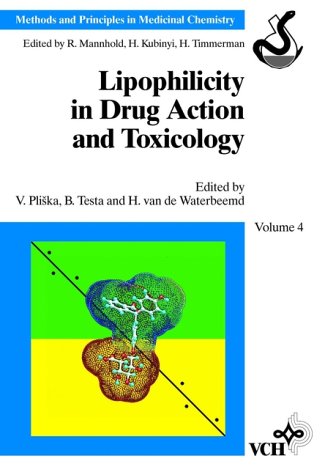 Methods and Principles in Medicinal Chemistry
Edited by R. Mannhold, H. Kubinyi, H. Timmerman
Lipophilicity
in Drug Action
and Toxicology
Edited by
V. Pliška, B. Testa and H. van de Waterbeemd
Volume 4
VCH